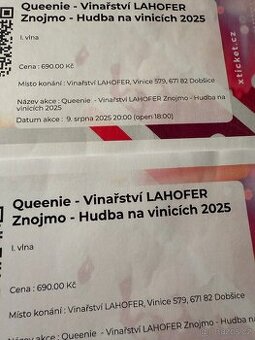 Queenie - Vinařství LAHOFER
Znojmo - Hudba na vinicích 2025
I. vlna
Cena : 690.00 Kč
Místo konání : Vinařství LAHOFER, Vinice 579, 671 82 Dobšice
Název akce : Queenie - Vinařství LAHOFER Znojmo - Hudba na
vinicích 2025
Datum akce : 9. srpna 2025 20:00 (open 18:00)
xticket.cz
Queenie - Vinařství LAHOFER
Znojmo - Hudba na vinicích 2025
I. vlna
Cena : 690.00 Kč
Místo konání : Vinařství LAHOFER, Vinice 579, 671 82 Dobšice
Název akce : Queenie - Vinařství LAHOFER Znojmo - Hudba na